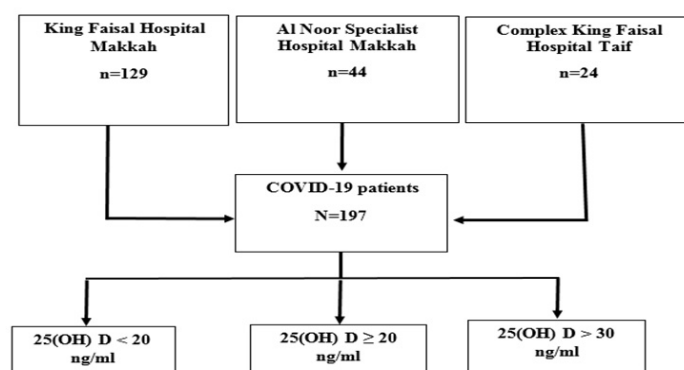 King Faisal Hospital
Makkah
n=129
Al Noor Specialist
Hospital Makkah
n=44
Complex King Faisal
Hospital Taif
n=24
COVID-19 patients
N=197
25(OH) D < 20
ng/ml
25(OH) D ≥ 20
ng/ml
25(OH) D > 30
ng/ml